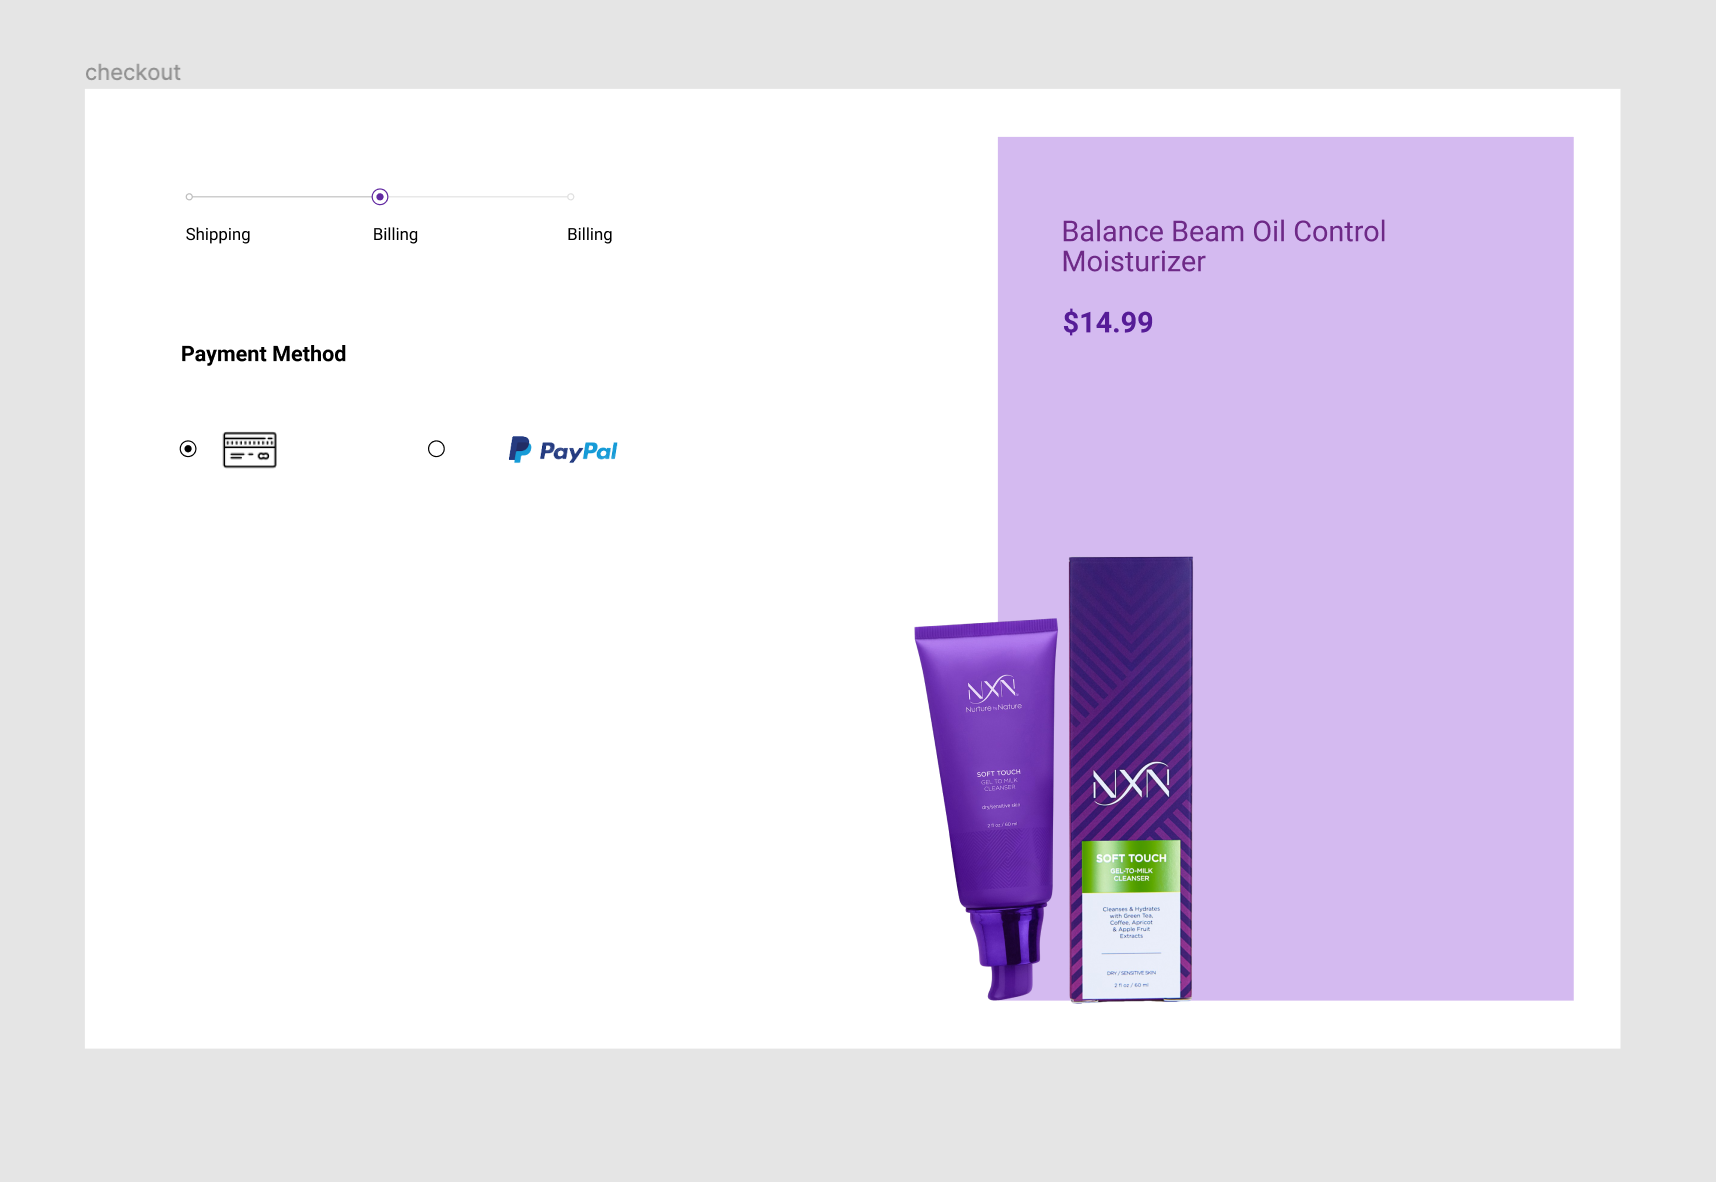 checkout
Shipping
Billing
Billing
Payment Method
PayPal
Balance Beam Oil Control
Moisturizer
$14.99
NXN
Nurture by Nature
SOFT TOUCH
GEL TO MILK
CLEANSER
dry/sensitive skin
2 fl oz / 60 ml
NXN
SOFT TOUCH
GEL-TO-MILK
CLEANSER
Cleanses & Hydrates
with Green Tea,
Coffee, Apricot
& Apple Fruit
Extracts
DRY / SENSITIVE SKIN
2 fl oz / 60 ml